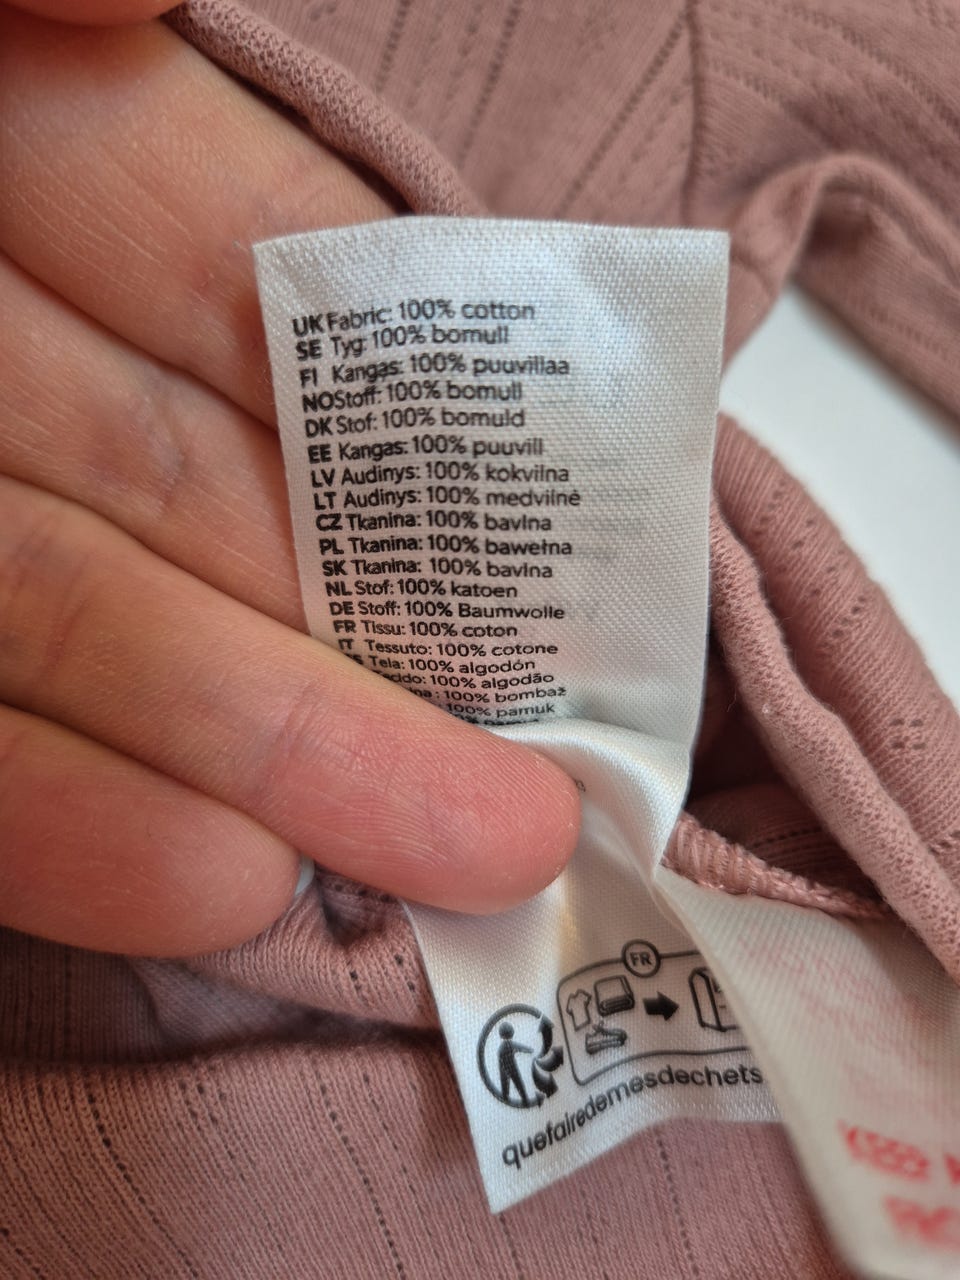 UK Fabric: 100% cotton
SE Tyg: 100% bomull
FI Kangas: 100% puuvillaa
NO Stoff: 100% bomull
DK Stof: 100% bomuld
EE Kangas: 100% puuvill
LV Audinys: 100% kokvilna
LT Audinys: 100% medvilnė
CZ Tkanina: 100% bavlna
PL Tkanina: 100% bawełna
SK Tkanina: 100% bavlna
NL Stof: 100% katoen
DE Stoff: 100% Baumwolle
FR Tissu: 100% coton
IT Tessuto: 100% cotone
Tela: 100% algodón
100% algodão
100% bombaž
100% pamuk
FR
quefairedemesdechets